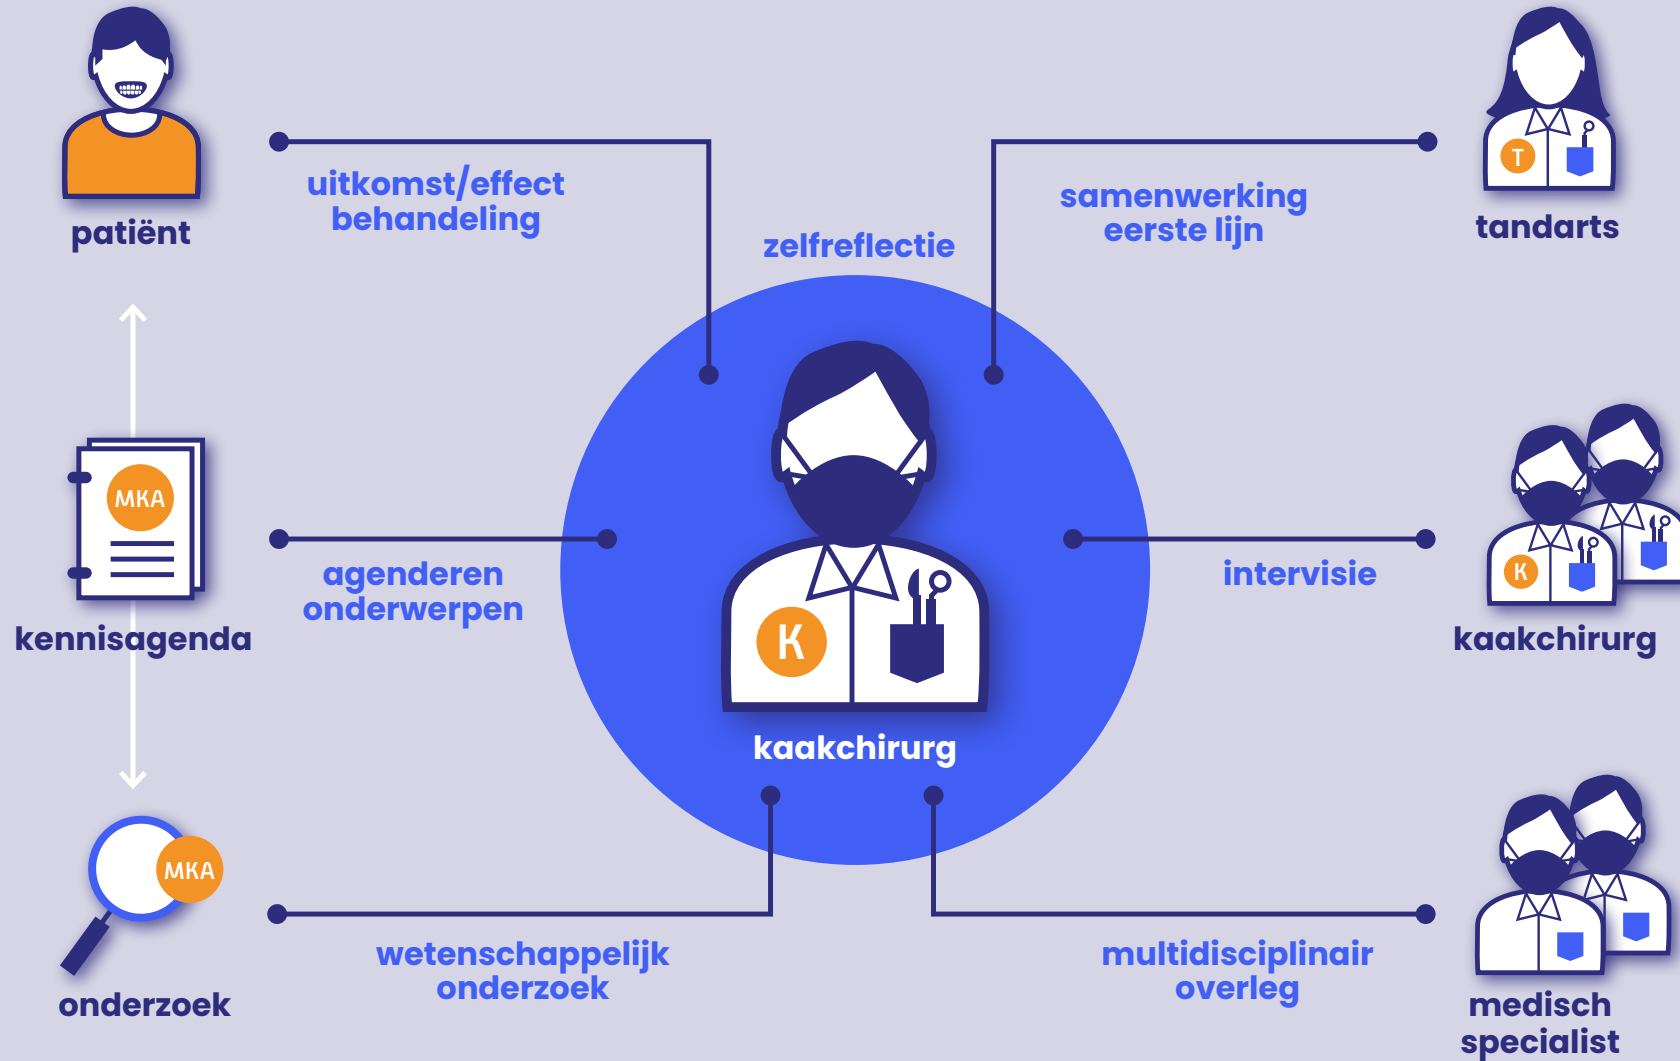 patiënt
uitkomst/effect
behandeling
zelfreflectie
samenwerking
eerste lijn
T
tandarts
MKA
kennisagenda
agenderen
onderwerpen
K
kaakchirurg
intervisie
K
kaakchirurg
MKA
onderzoek
wetenschappelijk
onderzoek
multidisciplinair
overleg
medisch
specialist